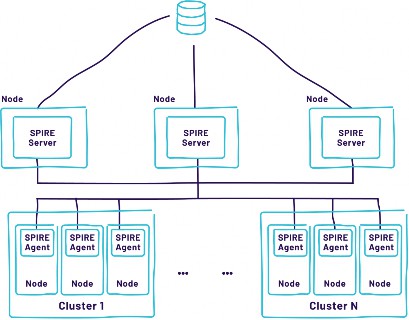 Node
Node
Node
SPIRE
Server
SPIRE
Server
SPIRE
Server
SPIRE
Agent
SPIRE
Agent
SPIRE
Agent
SPIRE
Agent
SPIRE
Agent
SPIRE
Agent
... ...
Node
Node
Node
Node
Node
Node
Cluster 1
Cluster N